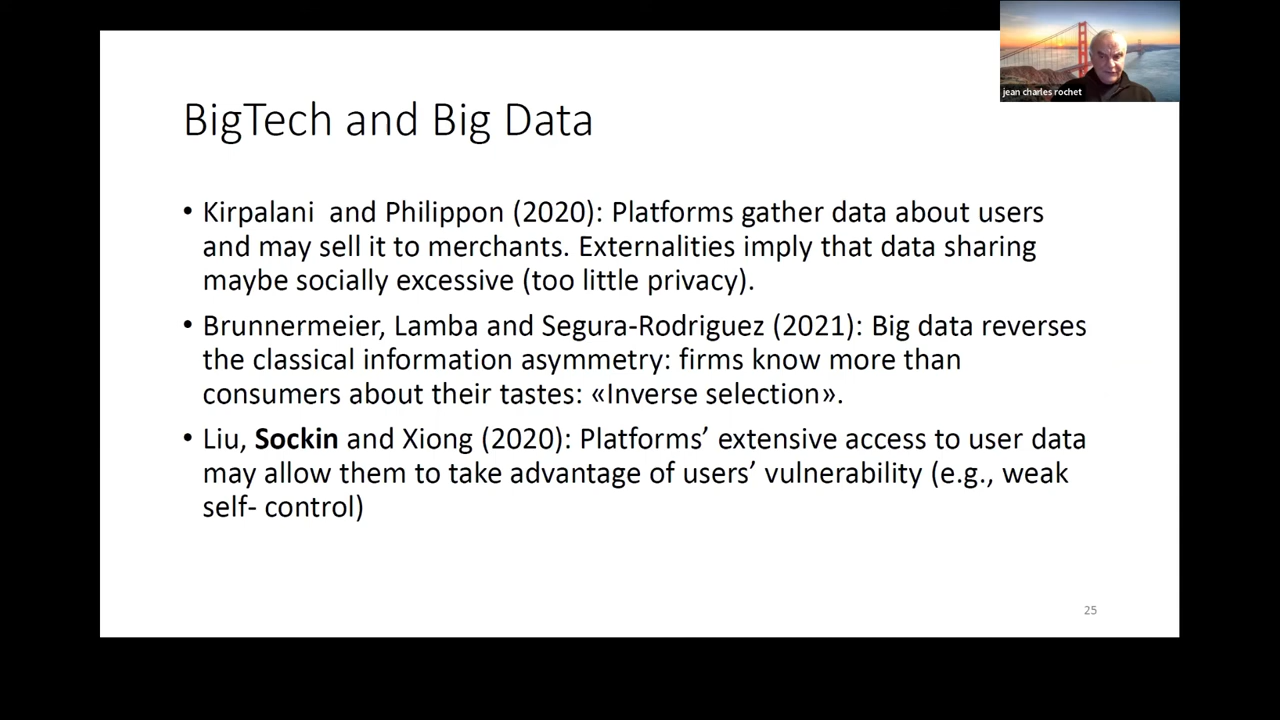 jean charles rochet
BigTech and Big Data
• Kirpalani  and Philippon (2020): Platforms gather data about users
and may sell it to merchants. Externalities imply that data sharing
maybe socially excessive (too little privacy).
• Brunnermeier, Lamba and Segura-Rodriguez (2021): Big data reverses
the classical information asymmetry: firms know more than
consumers about their tastes: «Inverse selection».
• Liu, Sockin and Xiong (2020): Platforms’ extensive access to user data
may allow them to take advantage of users’ vulnerability (e.g., weak
self- control)
25